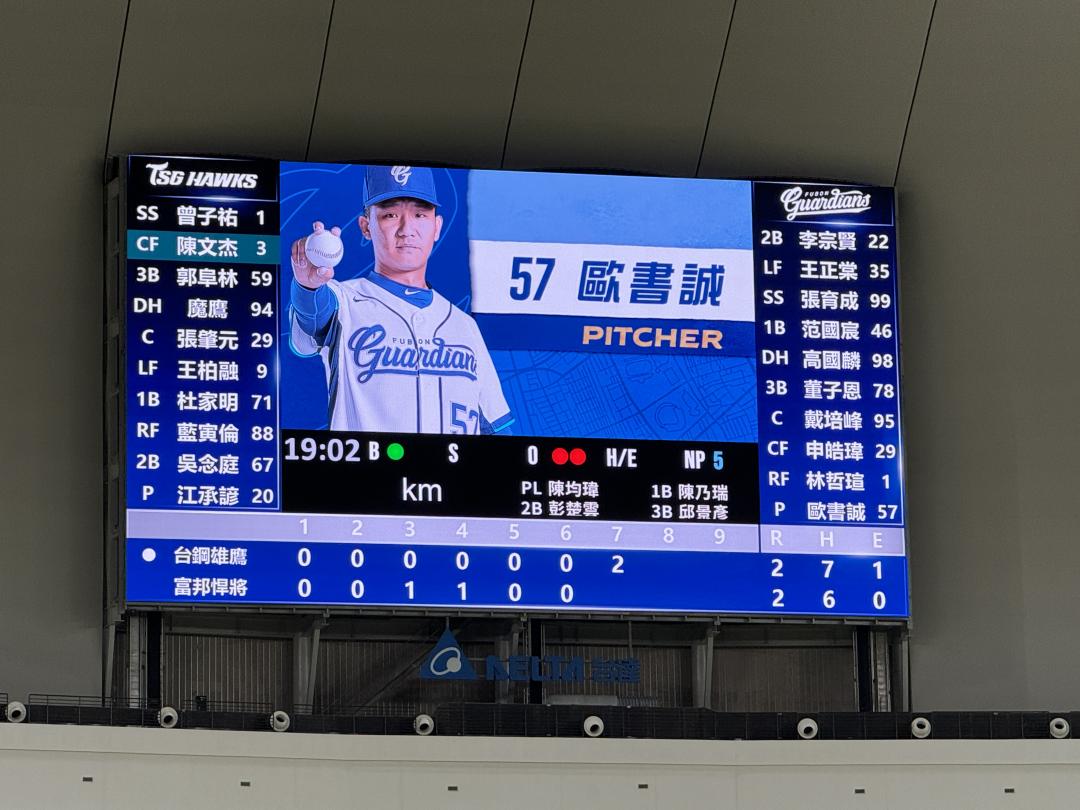 TSG HAWKS
SS 曾子祐 1
CF 陳文杰 3
3B 郭阜林 59
DH 魔鷹 94
C 張肇元 29
LF 王柏融 9
1B 杜家明 71
RF 藍寅倫 88
2B 吳念庭 67
P 江承諺 20
G
FUBON
Guardians
57
57 歐書誠
PITCHER
19:02 B S O H/E NP 5
km
PL 陳均瑋 1B 陳乃瑞
2B 彭楚雲 3B 邱景彥
FUBON
Guardians
2B 李宗賢 22
LF 王正棠 35
SS 張育成 99
1B 范國宸 46
DH 高國麟 98
3B 董子恩 78
C 戴培峰 95
CF 申皓瑋 29
RF 林哲瑄 1
P 歐書誠 57
1 2 3 4 5 6 7 8 9 R H E
台鋼雄鷹 0 0 0 0 0 0 2 2 7 1
富邦悍將 0 0 1 1 0 0 2 6 0
DELTA 台達